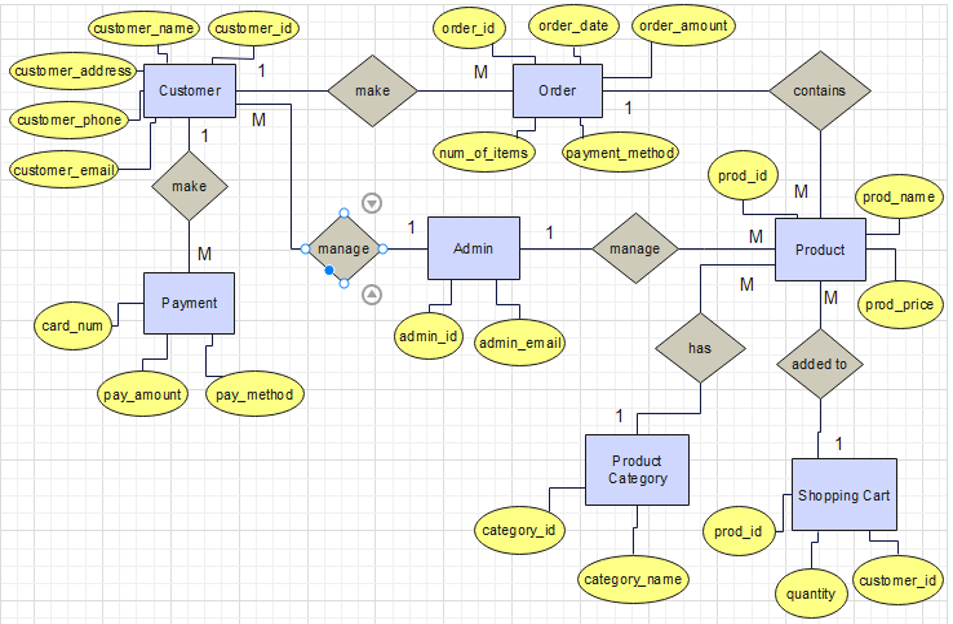 customer_name
customer_id
order_id
order_date
order_amount
customer_address
1
M
Customer
make
Order
contains
1
customer_phone
M
1
customer_email
num_of_items
payment_method
make
prod_id
M
prod_name
1
1
M
manage
Admin
manage
Product
M
M
M
Payment
prod_price
card_num
admin_id
admin_email
has
added to
pay_amount
pay_method
1
1
Product
Category
Shopping Cart
category_id
prod_id
category_name
quantity
customer_id